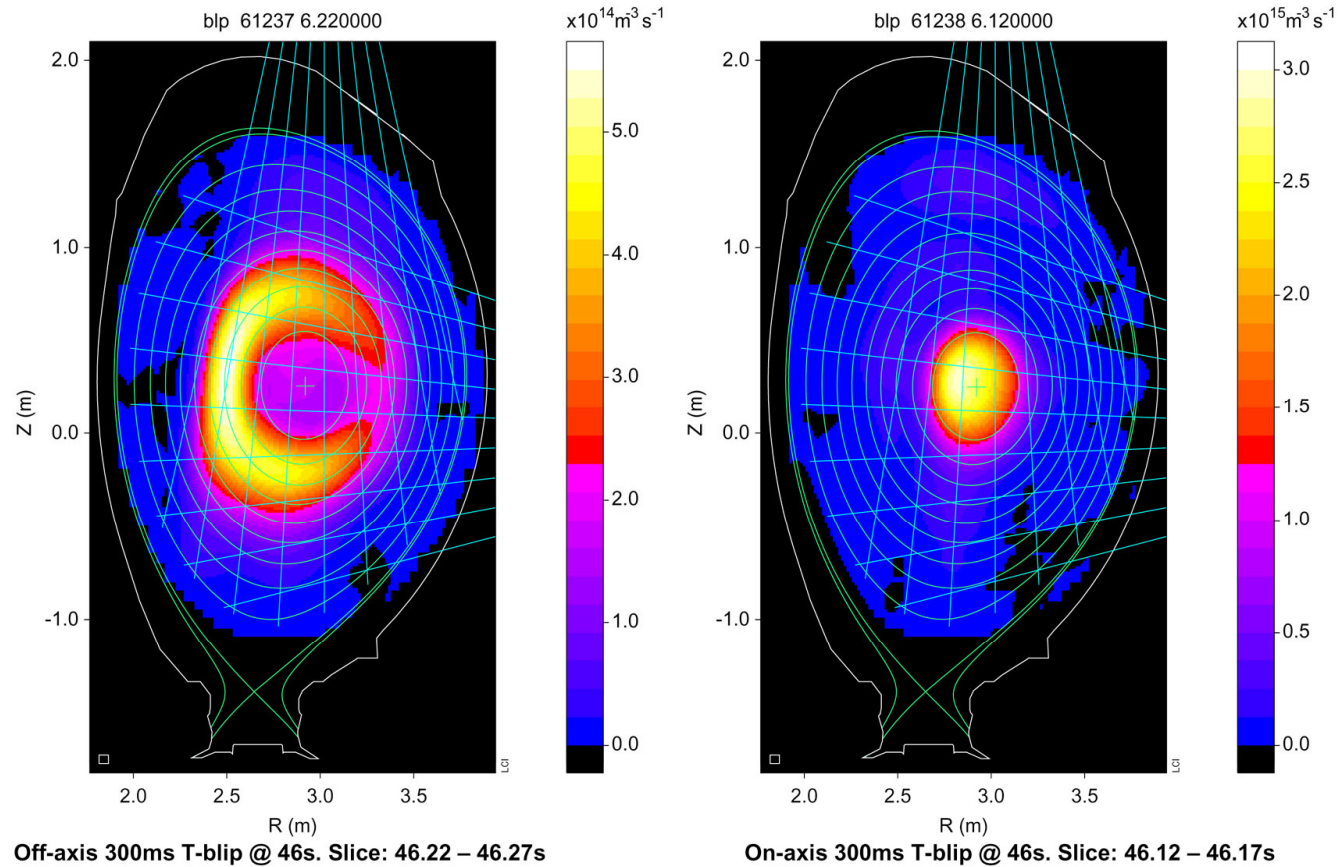 blp 61237 6.220000
x10¹⁴m⁻³ s⁻¹
2.0
1.0
0.0
-1.0
Z (m)
5.0
4.0
3.0
2.0
1.0
0.0
2.0 2.5 3.0 3.5
R (m)
LCI
Off-axis 300ms T-blip @ 46s. Slice: 46.22 – 46.27s
blp 61238 6.120000
x10¹⁵m⁻³ s⁻¹
2.0
1.0
0.0
-1.0
Z (m)
3.0
2.5
2.0
1.5
1.0
0.5
0.0
2.0 2.5 3.0 3.5
R (m)
LCI
On-axis 300ms T-blip @ 46s. Slice: 46.12 – 46.17s